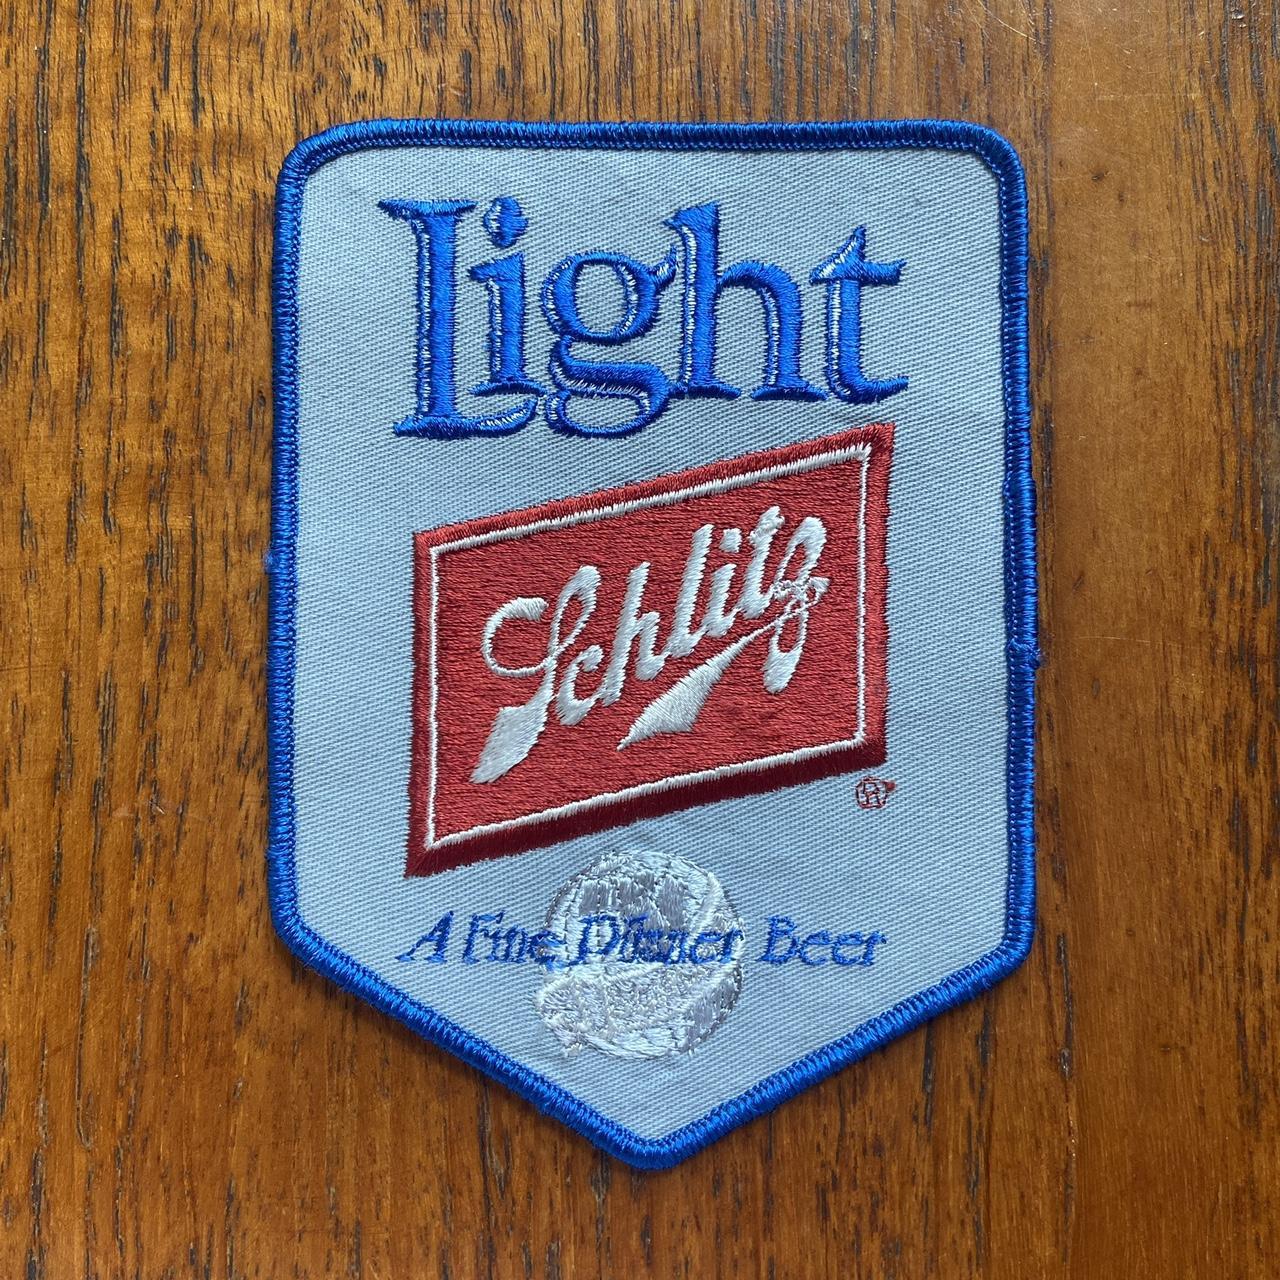 Light
Schlitz
®
A Fine Pilsner Beer